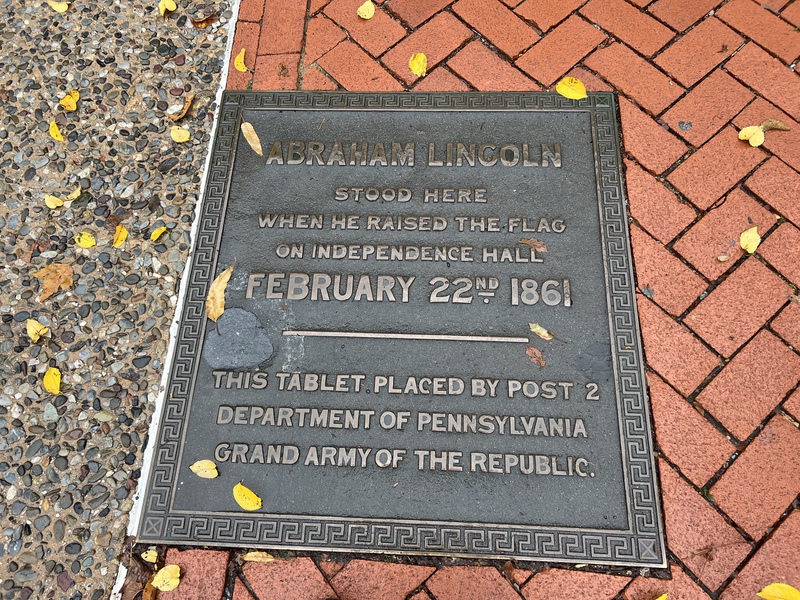 ABRAHAM LINCOLN
STOOD HERE
WHEN HE RAISED THE FLAG
ON INDEPENDENCE HALL
FEBRUARY 22ND 1861
THIS TABLET PLACED BY POST 2
DEPARTMENT OF PENNSYLVANIA
GRAND ARMY OF THE REPUBLIC.